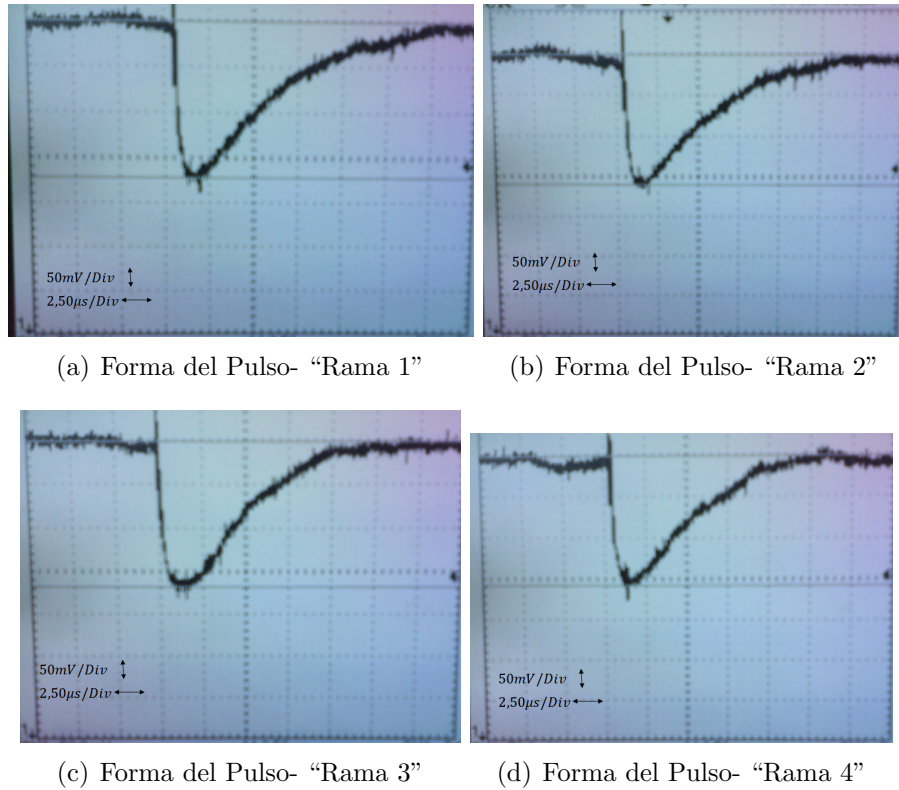 50mV/Div
2,50μs/Div
50mV/Div
2,50μs/Div
(a) Forma del Pulso- “Rama 1”
(b) Forma del Pulso- “Rama 2”
50mV/Div
2,50μs/Div
50mV/Div
2,50μs/Div
(c) Forma del Pulso- “Rama 3”
(d) Forma del Pulso- “Rama 4”